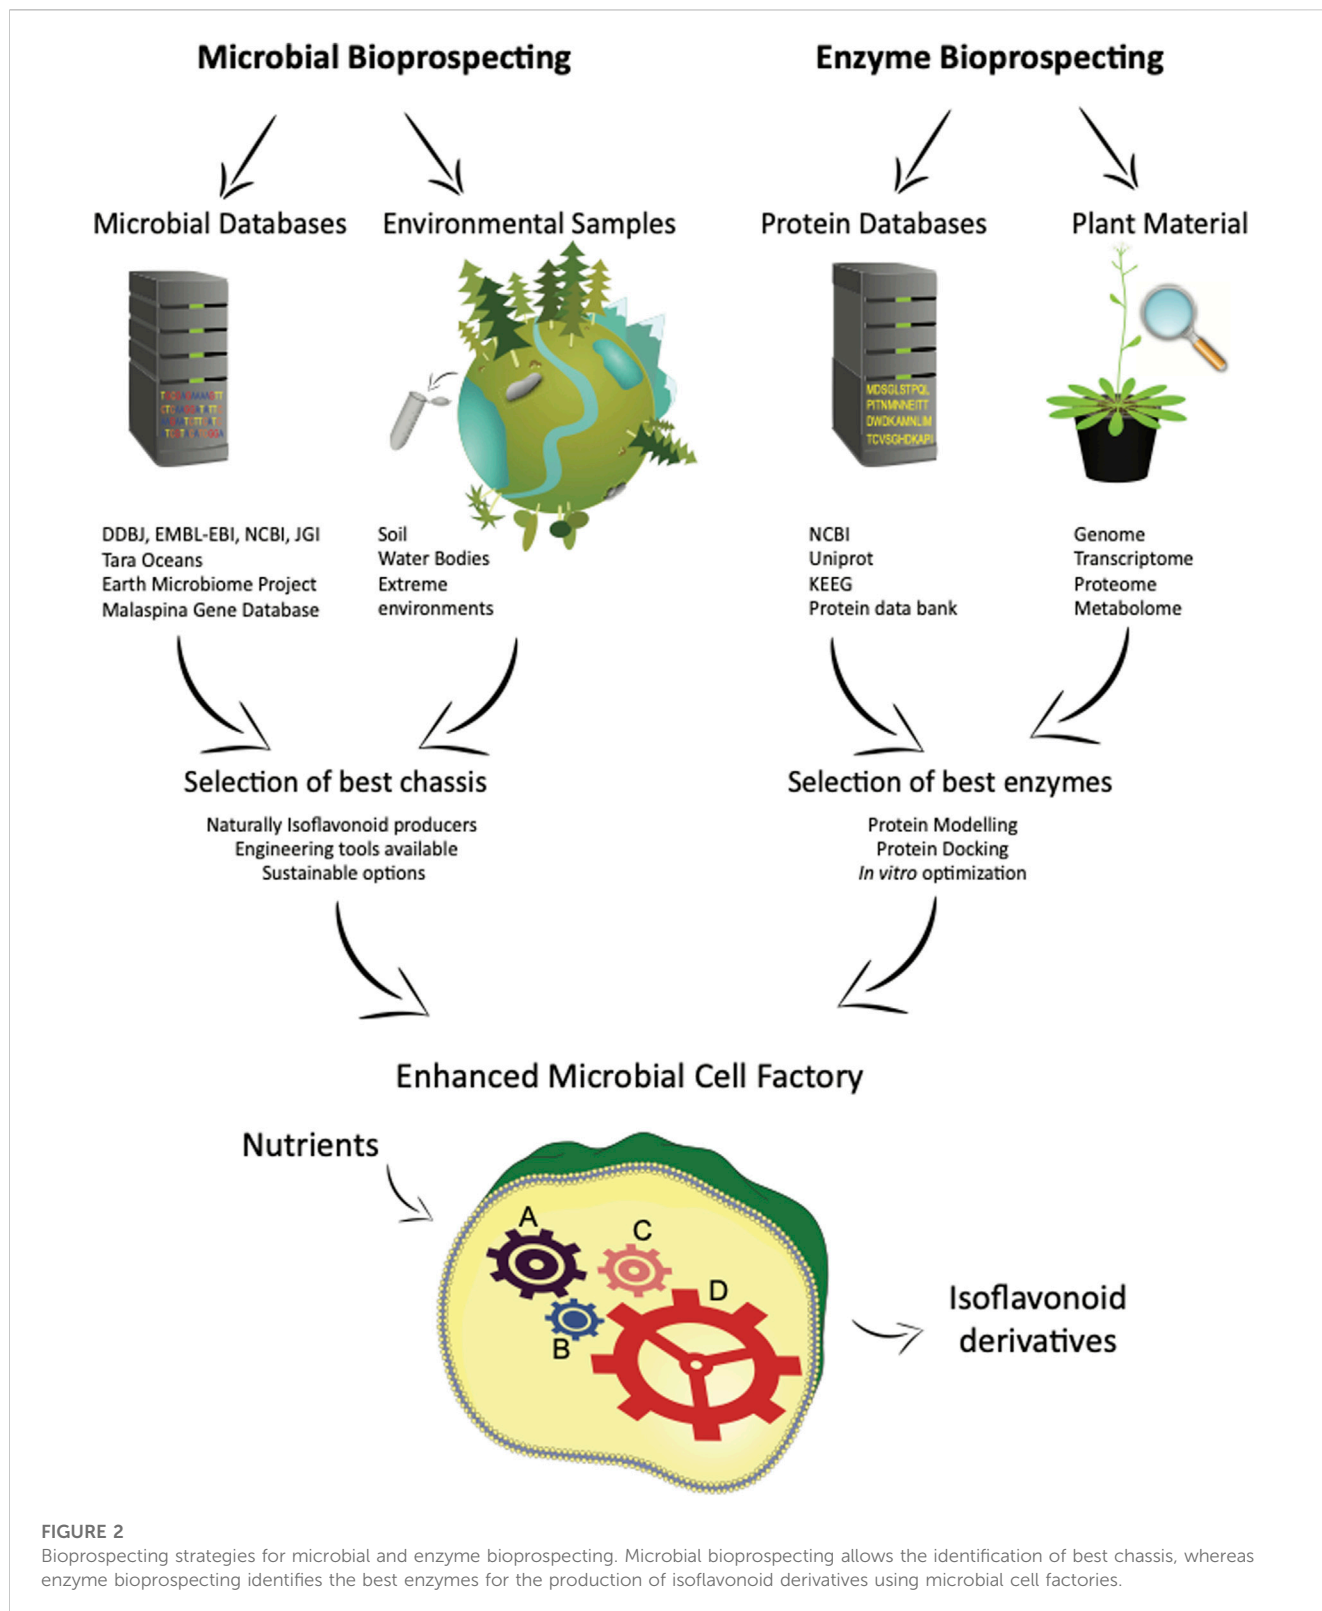 Microbial Bioprospecting
Enzyme Bioprospecting
Microbial Databases
Environmental Samples
Protein Databases
Plant Material
MDSGLSTPQL
PITNMNNEITT
DWDKAMNLIM
TCVSGHDKAPI
DDBJ, EMBL-EBI, NCBI, JGI
Tara Oceans
Earth Microbiome Project
Malaspina Gene Database
Soil
Water Bodies
Extreme
environments
NCBI
Uniprot
KEEG
Protein data bank
Genome
Transcriptome
Proteome
Metabolome
Selection of best chassis
Naturally Isoflavonoid producers
Engineering tools available
Sustainable options
Selection of best enzymes
Protein Modelling
Protein Docking
In vitro optimization
Enhanced Microbial Cell Factory
Nutrients
A
C
D
B
Isoflavonoid
derivatives
FIGURE 2
Bioprospecting strategies for microbial and enzyme bioprospecting. Microbial bioprospecting allows the identification of best chassis, whereas
enzyme bioprospecting identifies the best enzymes for the production of isoflavonoid derivatives using microbial cell factories.